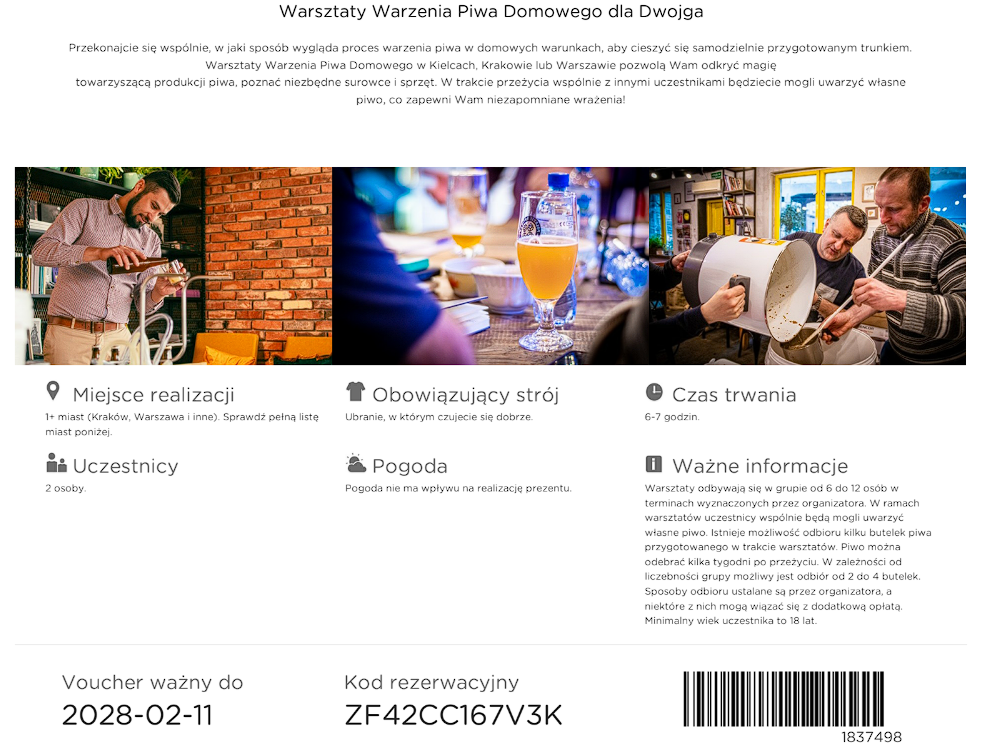 Warsztaty Warzenia Piwa Domowego dla Dwojga
Przekonajcie się wspólnie, w jaki sposób wygląda proces warzenia piwa w domowych warunkach, aby cieszyć się samodzielnie przygotowanym trunkiem.
Warsztaty Warzenia Piwa Domowego w Kielcach, Krakowie lub Warszawie pozwolą Wam odkryć magię
towarzyszącą produkcji piwa, poznać niezbędne surowce i sprzęt. W trakcie przeżycia wspólnie z innymi uczestnikami będziecie mogli uwarzyć własne
piwo, co zapewni Wam niezapomniane wrażenia!
Miejsce realizacji
1+ miast (Kraków, Warszawa i inne). Sprawdź pełną listę
miast poniżej.
Obowiązujący strój
Ubranie, w którym czujecie się dobrze.
Czas trwania
6-7 godzin.
Uczestnicy
2 osoby.
Pogoda
Pogoda nie ma wpływu na realizację prezentu.
Ważne informacje
Warsztaty odbywają się w grupie od 6 do 12 osób w
terminach wyznaczonych przez organizatora. W ramach
warsztatów uczestnicy wspólnie będą mogli uwarzyć
własne piwo. Istnieje możliwość odbioru kilku butelek piwa
przygotowanego w trakcie warsztatów. Piwo można
odebrać kilka tygodni po przeżyciu. W zależności od
liczebności grupy możliwy jest odbiór od 2 do 4 butelek.
Sposoby odbioru ustalane są przez organizatora, a
niektóre z nich mogą wiązać się z dodatkową opłatą.
Minimalny wiek uczestnika to 18 lat.
Voucher ważny do
2028-02-11
Kod rezerwacyjny
ZF42CC167V3K
1837498